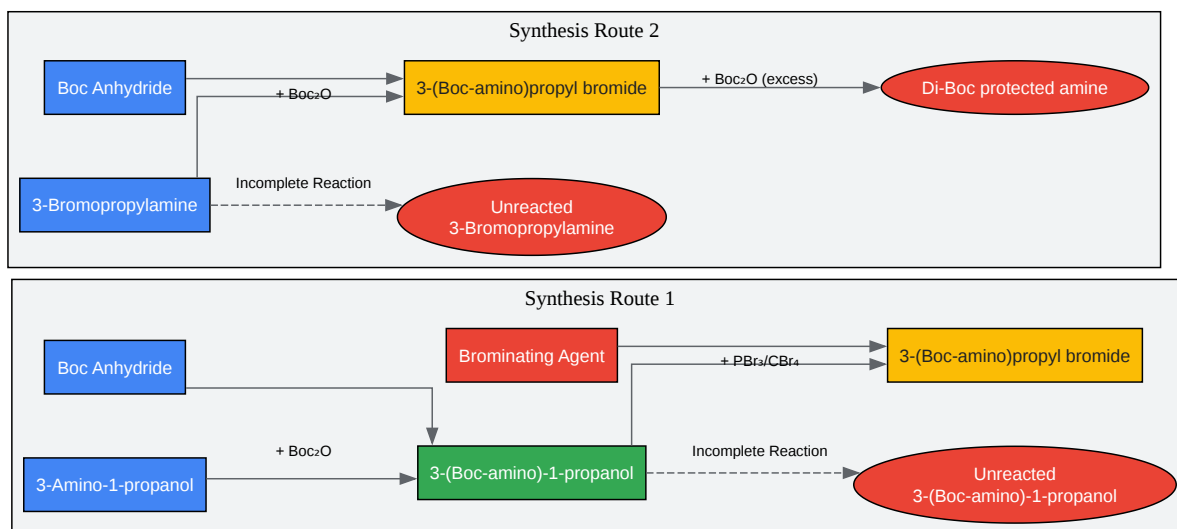 Synthesis Route 2
Boc Anhydride
+ Boc₂O
3-(Boc-amino)propyl bromide
+ Boc₂O (excess)
Di-Boc protected amine
3-Bromopropylamine
Incomplete Reaction
Unreacted
3-Bromopropylamine
Synthesis Route 1
Boc Anhydride
Brominating Agent
+ PBr₃/CBr₄
3-(Boc-amino)propyl bromide
3-Amino-1-propanol
+ Boc₂O
3-(Boc-amino)-1-propanol
Incomplete Reaction
Unreacted
3-(Boc-amino)-1-propanol